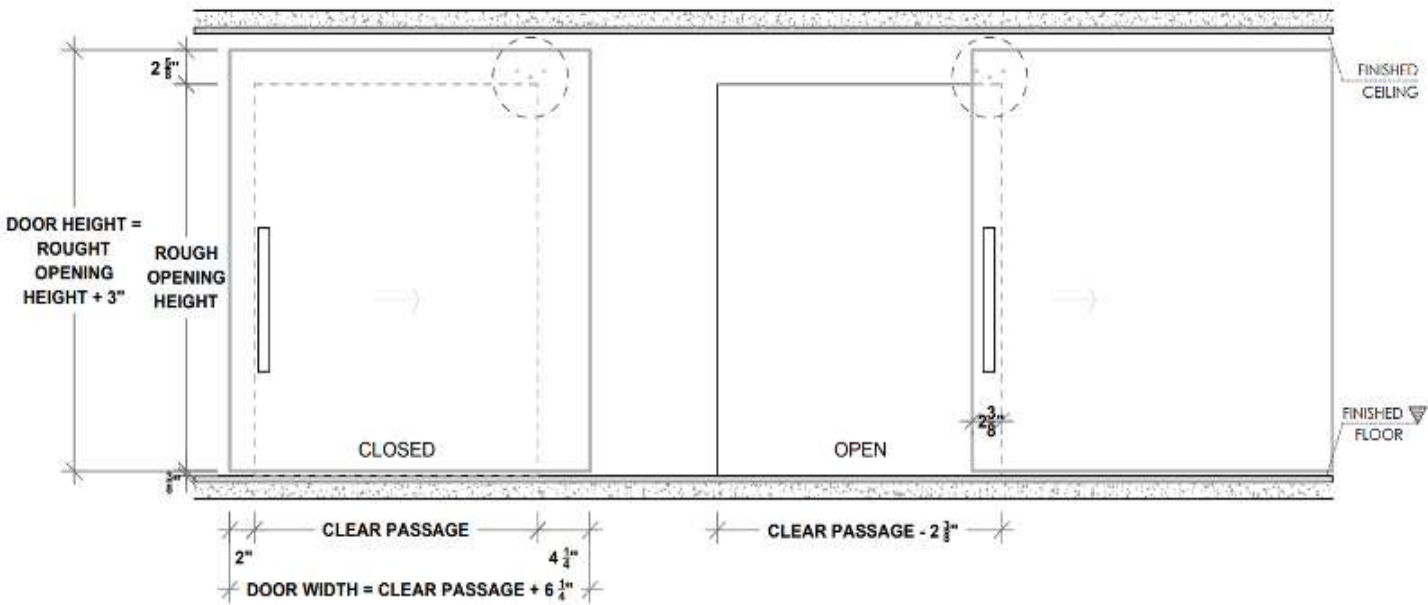 2 5/8"
FINISHED
CEILING
DOOR HEIGHT =
ROUGHT
OPENING
HEIGHT + 3"
ROUGH
OPENING
HEIGHT
2 3/8"
FINISHED
FLOOR
CLOSED
OPEN
CLEAR PASSAGE
CLEAR PASSAGE - 2 3/8"
2"
4 1/4"
DOOR WIDTH = CLEAR PASSAGE + 6 1/4"